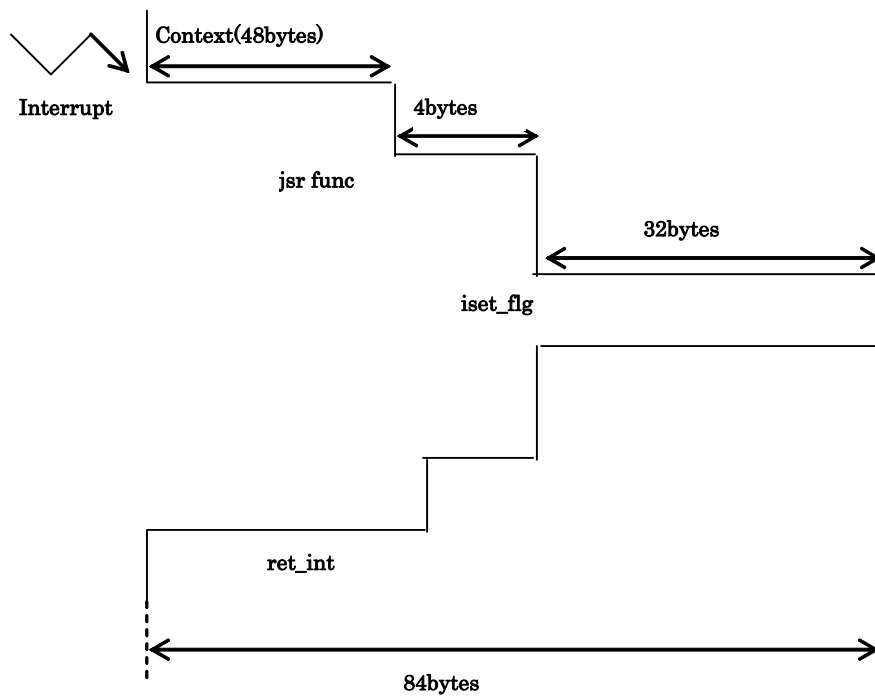 Context(48bytes)
Interrupt
4bytes
jsr func
32bytes
iset_flg
ret_int
84bytes